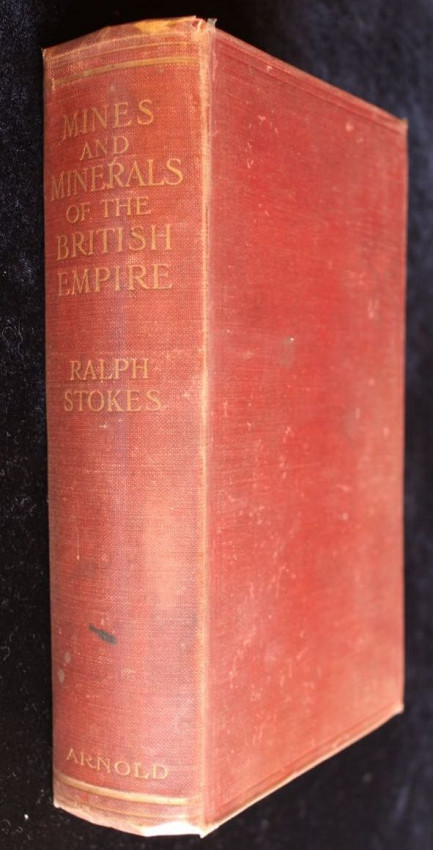 MINES
AND
MINERALS
OF THE
BRITISH
EMPIRE
RALPH
STOKES
ARNOLD